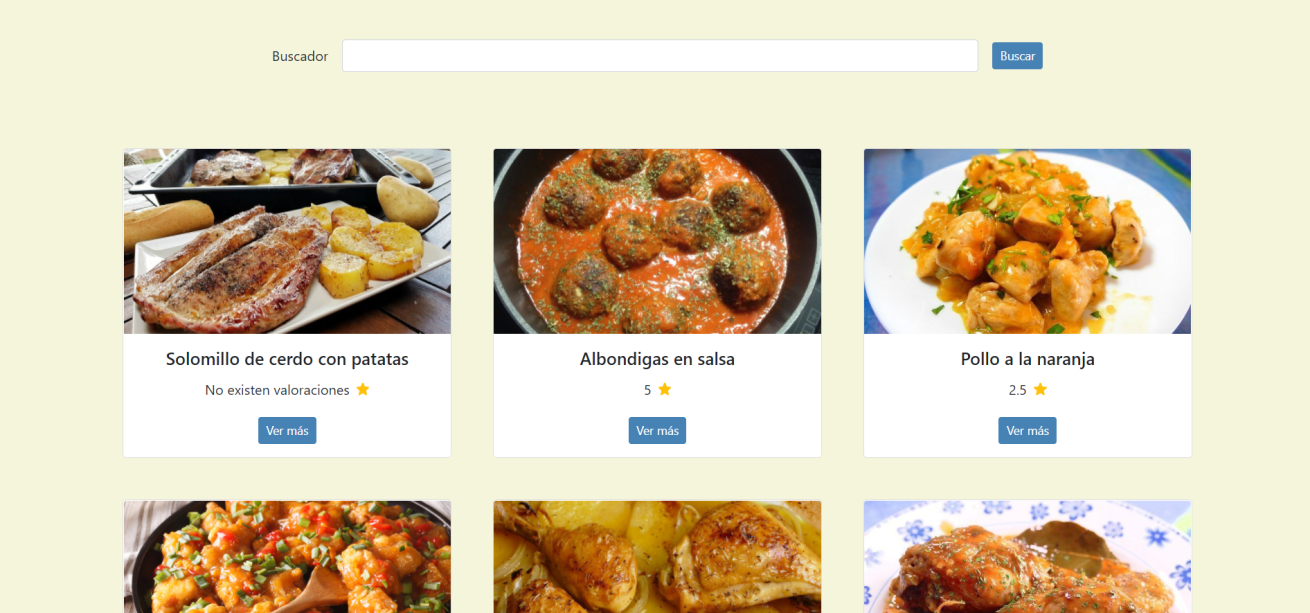 Buscador
Buscar
Solomillo de cerdo con patatas
No existen valoraciones
Ver más
Albondigas en salsa
5
Ver más
Pollo a la naranja
2.5
Ver más